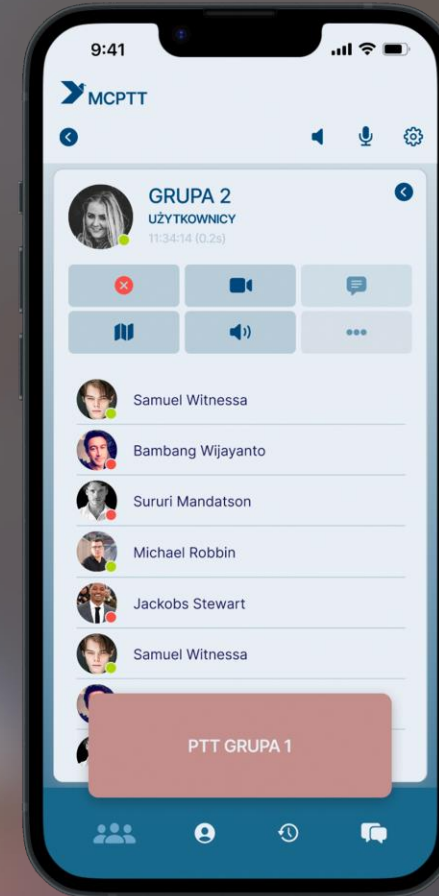 9:41
MCPTT
GRUPA 2
UŻYTKOWNICY
11:34:14 (0.2s)
Samuel Witnessa
Bambang Wijayanto
Sururi Mandatson
Michael Robbin
Jackobs Stewart
Samuel Witnessa
PTT GRUPA 1